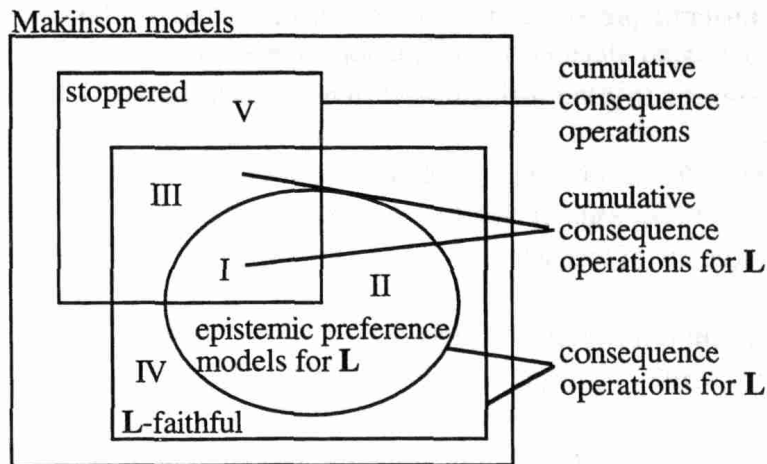 Makinson models
stoppered
V
cumulative
consequence
operations
III
cumulative
consequence
operations for L
I
II
epistemic preference
models for L
IV
consequence
operations for L
L-faithful